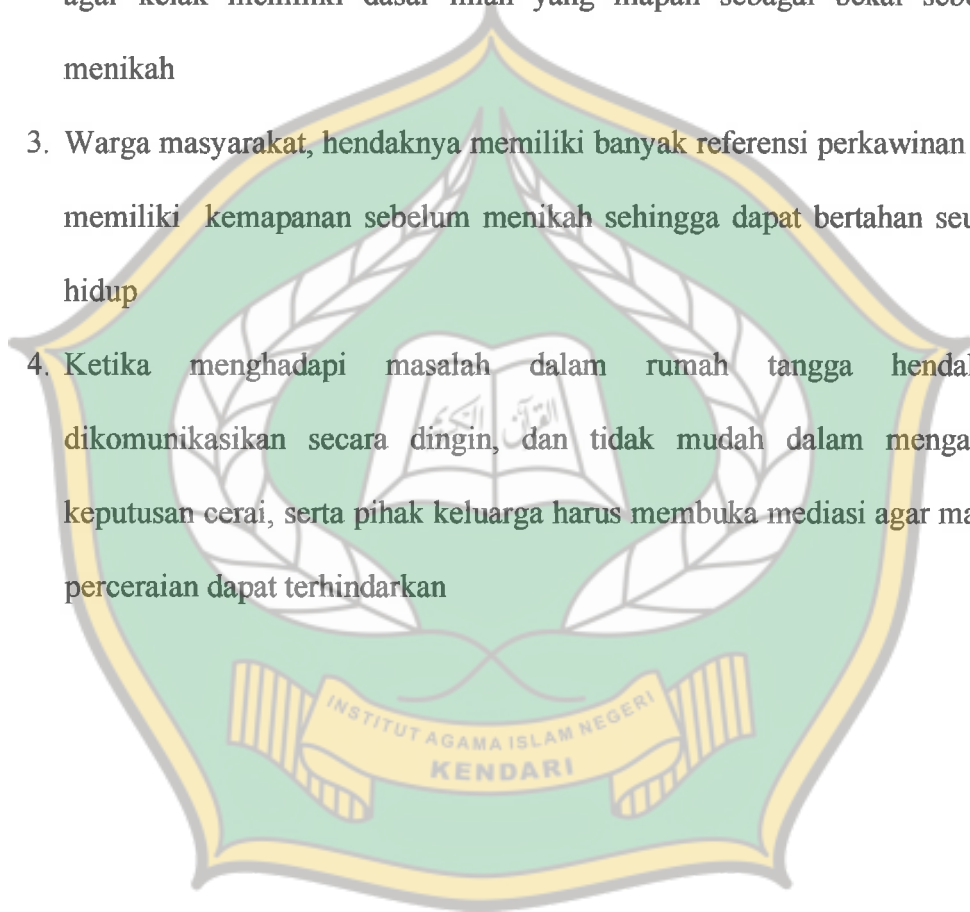 menikah
3. Warga masyarakat, hendaknya memiliki banyak referensi perkawinan
memiliki kemapanan sebelum menikah sehingga dapat bertahan
hidup
4. Ketika menghadapi masalah dalam rumah tangga
dikomunikasikan secara dingin, dan tidak mudah dalam
keputusan cerai, serta pihak keluarga harus membuka mediasi agar
perceraian dapat terhindarkan
القرآن الكريم
INSTITUT AGAMA ISLAM NEGERI
KENDARI